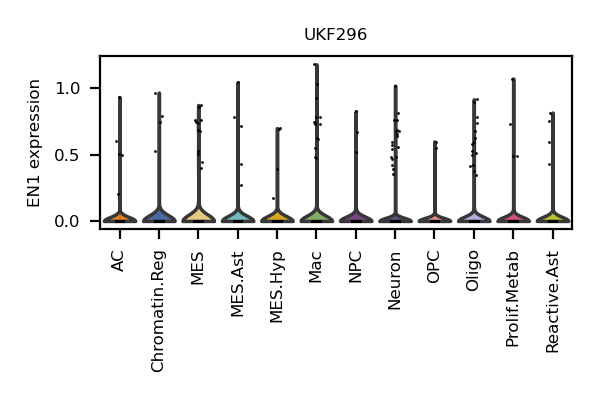 UKF296
EN1 expression
1.0
0.5
0.0
AC
Chromatin.Reg
MES
MES.Ast
MES.Hyp
Mac
NPC
Neuron
OPC
Oligo
Prolif.Metab
Reactive.Ast